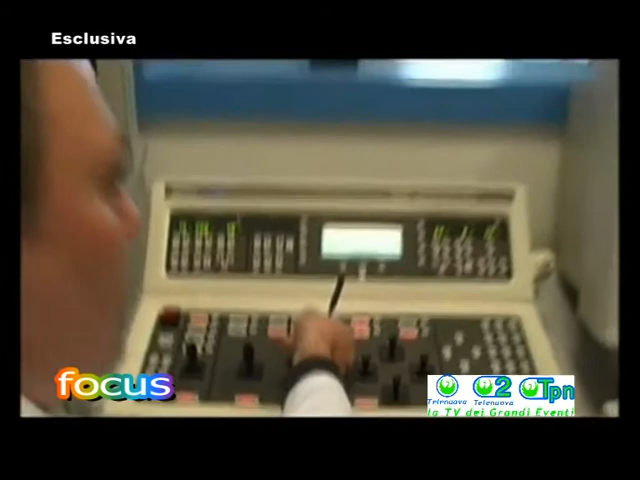 Esclusiva
focus
2 Tpn
Telenuova Telenuova
la TV dei Grandi Eventi